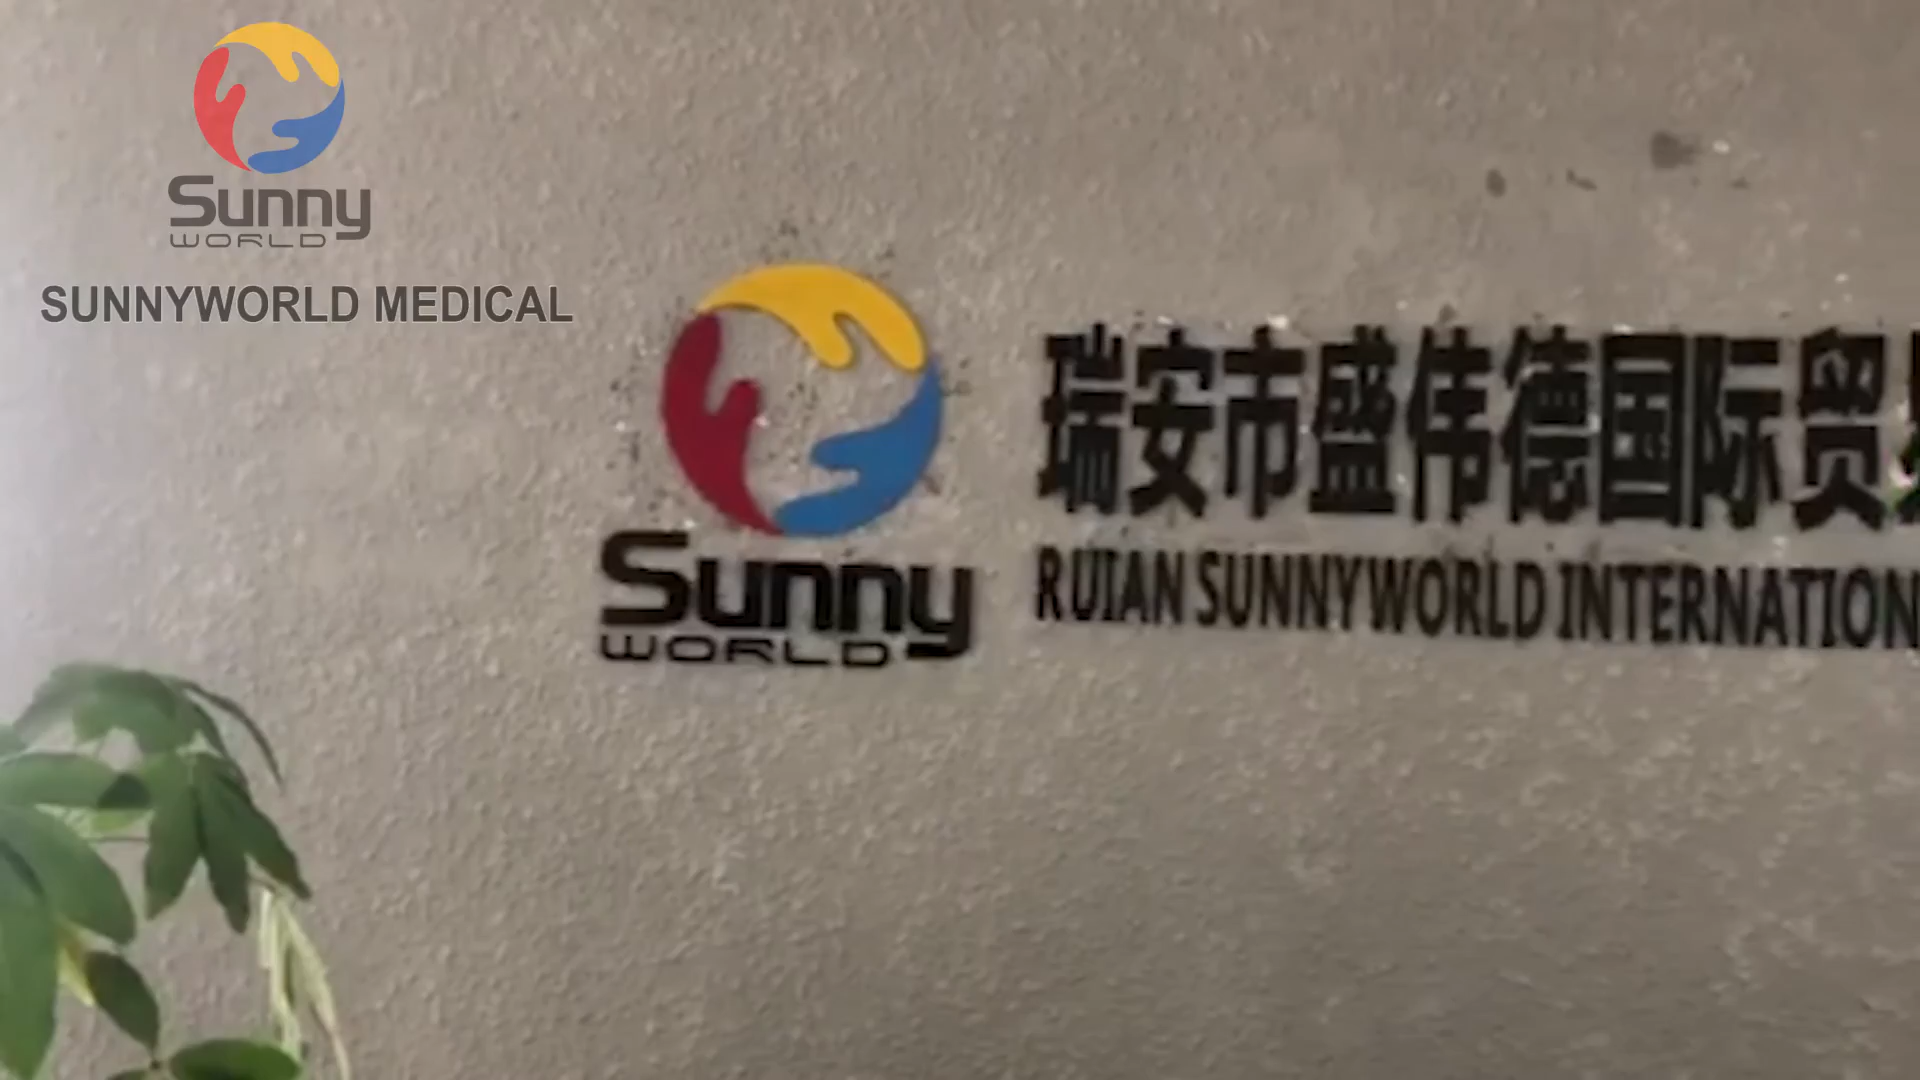 Sunny
WORLD
SUNNYWORLD MEDICAL
Sunny
WORLD
瑞安市盛伟德国际贸
RUIAN SUNNYWORLD INTERNATION